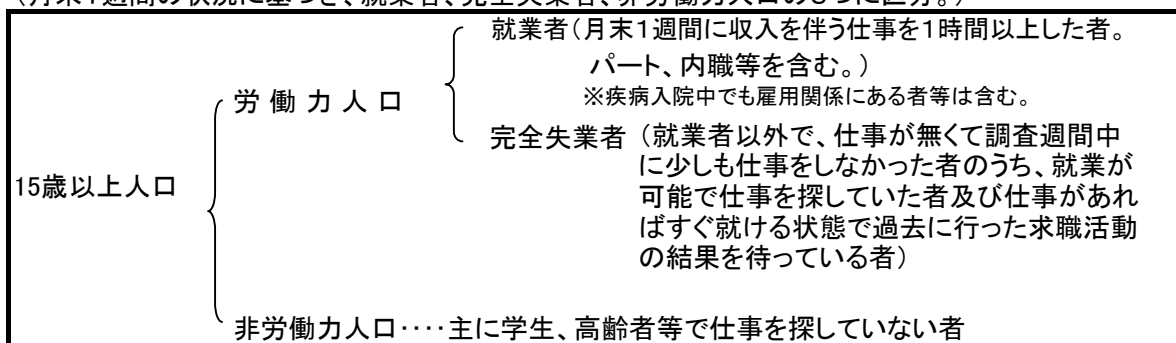 就業者(月末1週間に収入を伴う仕事を1時間以上した者。
パート、内職等を含む。)
労 働 力 人 口
※疾病入院中でも雇用関係にある者等は含む。
完全失業者 (就業者以外で、仕事が無くて調査週間中
に少しも仕事をしなかった者のうち、就業が
15歳以上人口
可能で仕事を探していた者及び仕事があれ
ばすぐ就ける状態で過去に行った求職活動
の結果を待っている者)
非労働力人口‥‥主に学生、高齢者等で仕事を探していない者